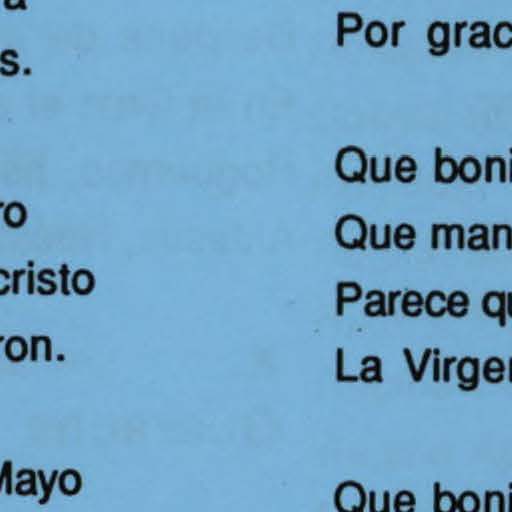 a
s.
ro
cristo
ron.
Mayo
Por grac
Que boni
Que man
Parece qu
La Virgen
Que boni